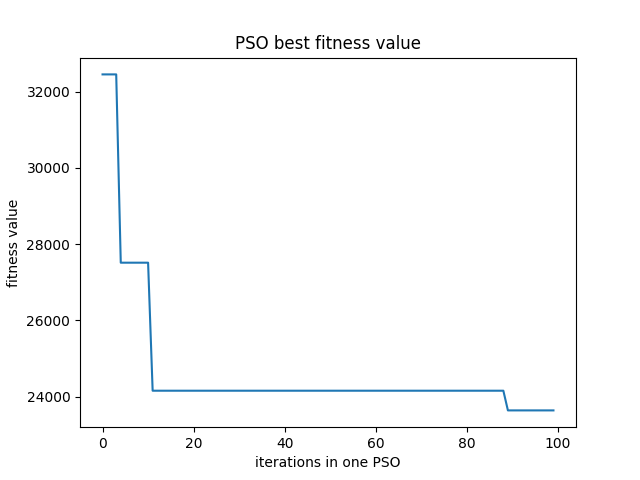 PSO best fitness value
32000
30000
28000
26000
24000
fitness value
0 20 40 60 80 100
iterations in one PSO